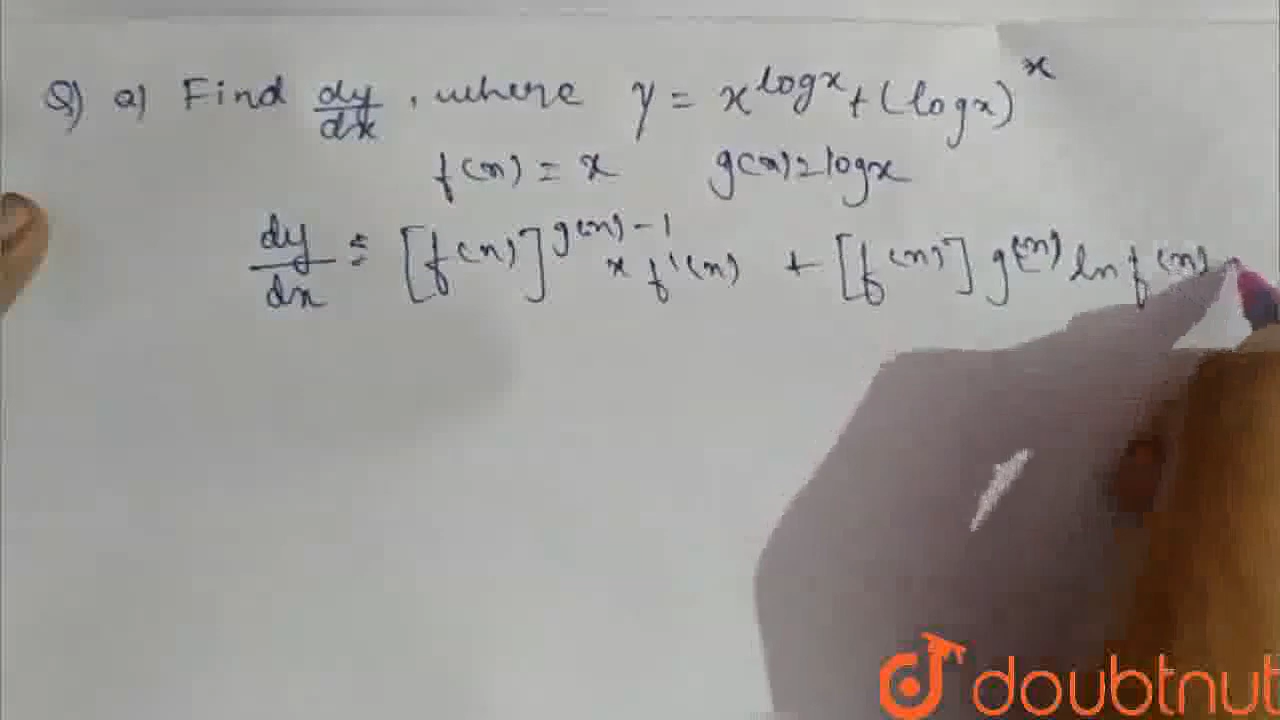 Q) a) Find dy/dx, where y = x^logx + (logx)^x
f(x) = x g(x) = logx
dy/dx = [f(x)]^g(x)-1 × f'(x) + [f(x)] g(x) ln f(x)
doubtnut